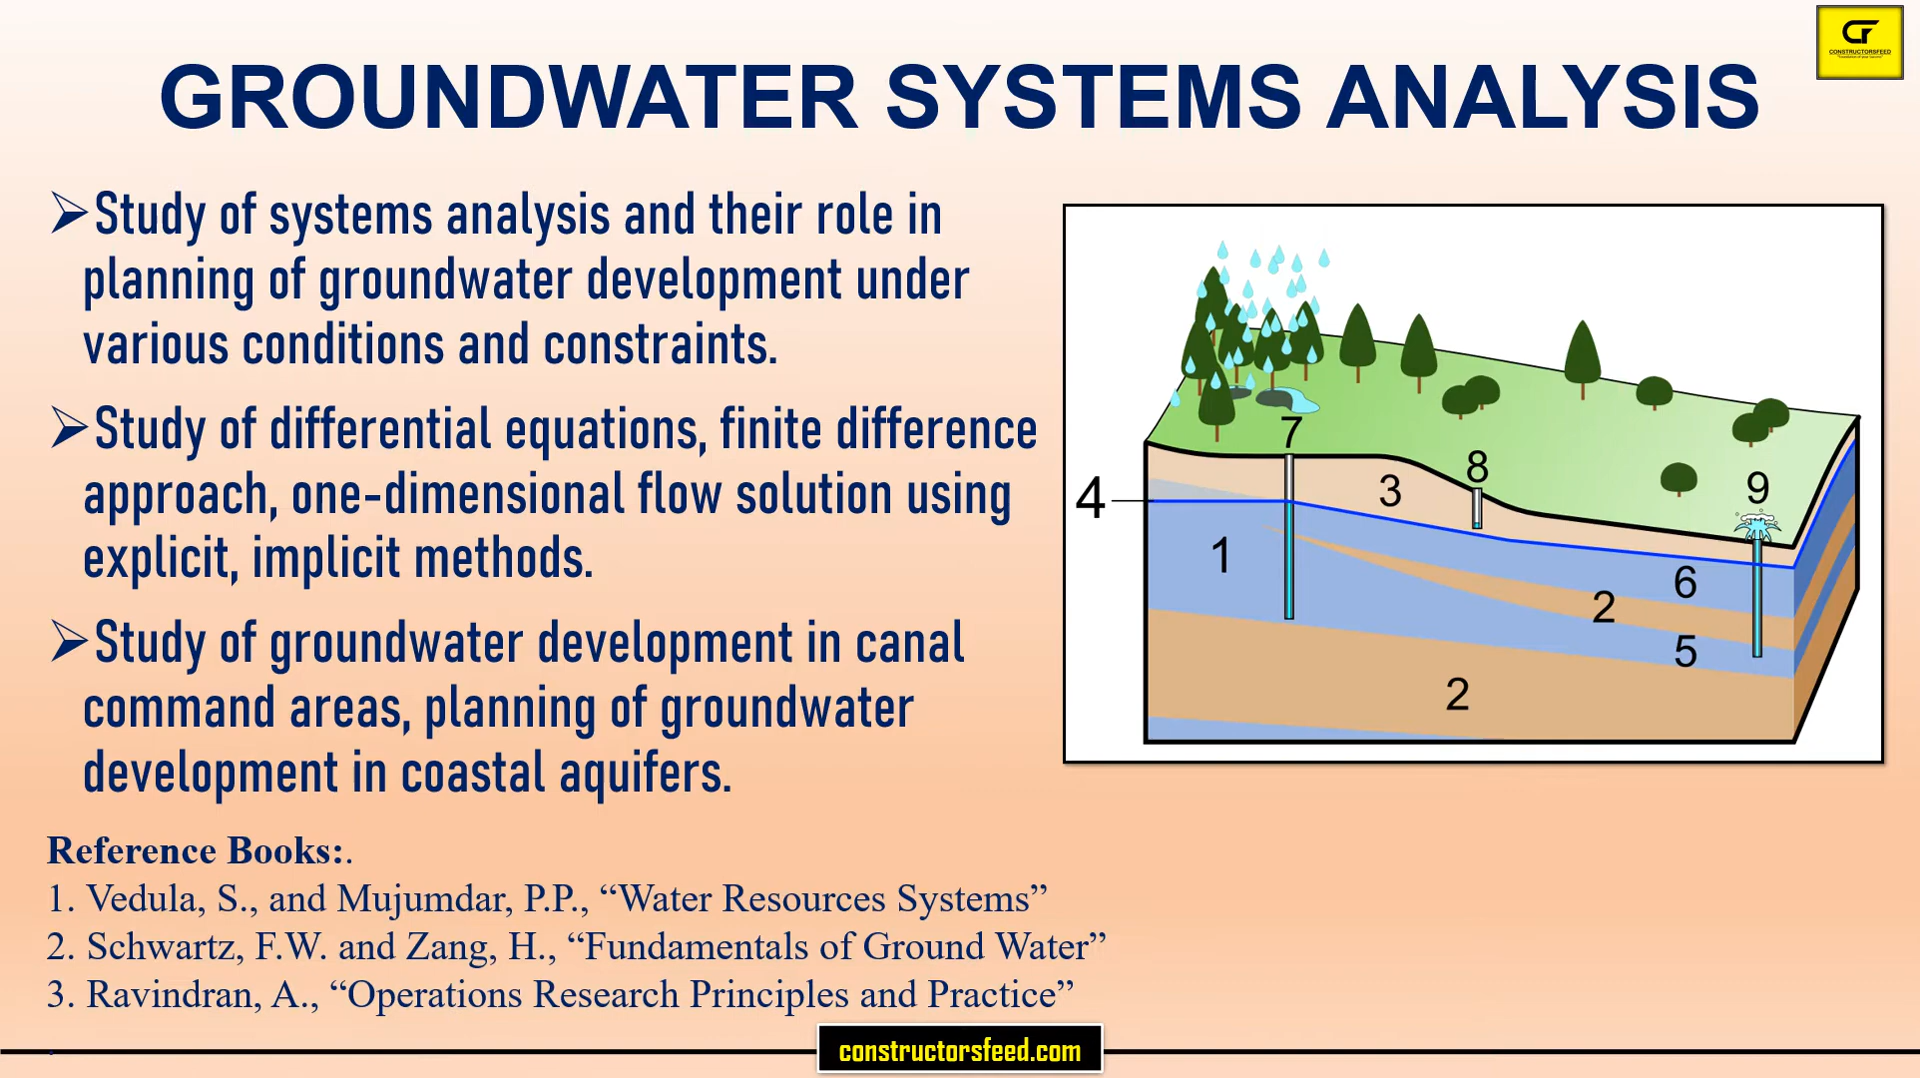 CF
CONSTRUCTORSFEED
GROUNDWATER SYSTEMS ANALYSIS
➢Study of systems analysis and their role in
planning of groundwater development under
various conditions and constraints.
➢Study of differential equations, finite difference
approach, one-dimensional flow solution using
explicit, implicit methods.
➢Study of groundwater development in canal
command areas, planning of groundwater
development in coastal aquifers.
7
8
3
9
4
1
6
2
5
2
Reference Books:.
1. Vedula, S., and Mujumdar, P.P., “Water Resources Systems”
2. Schwartz, F.W. and Zang, H., “Fundamentals of Ground Water”
3. Ravindran, A., “Operations Research Principles and Practice”
constructorsfeed.com